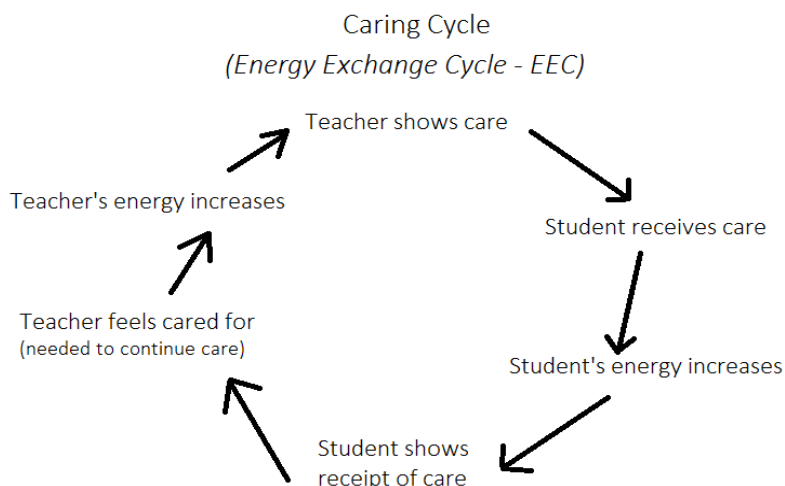 Caring Cycle
(Energy Exchange Cycle - EEC)
Teacher shows care
Student receives care
Student's energy increases
Student shows
receipt of care
Teacher feels cared for
(needed to continue care)
Teacher's energy increases